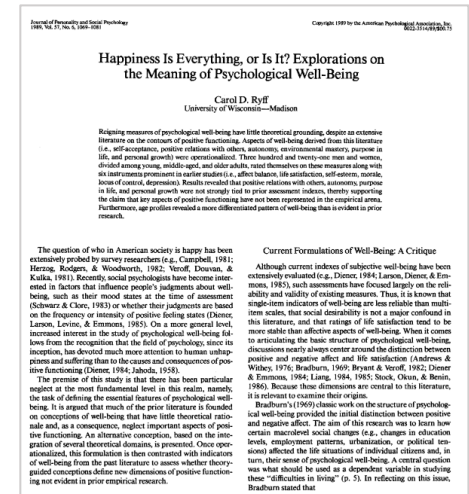 Journal of Personality and Social Psychology
1989, Vol. 57, No. 6, 1069-1081
Copyright 1989 by the American Psychological Association, Inc.
0022-3514/89/$00.75
Happiness Is Everything, or Is It? Explorations on
the Meaning of Psychological Well-Being
Carol D. Ryff
University of Wisconsin—Madison
Reigning measures of psychological well-being have little theoretical grounding, despite an extensive
literature on the contours of positive functioning. Aspects of well-being derived from this literature
(i.e., self-acceptance, positive relations with others, autonomy, environmental mastery, purpose in
life, and personal growth) were operationalized. Three hundred and twenty-one men and women,
divided among young, middle-aged, and older adults, rated themselves on these measures along with
six instruments prominent in earlier studies (i.e., affect balance, life satisfaction, self-esteem, morale,
locus of control, depression). Results revealed that positive relations with others, autonomy, purpose
in life, and personal growth were not strongly tied to prior assessment indexes, thereby supporting
the claim that key aspects of positive functioning have not been represented in the empirical arena.
Furthermore, age profiles revealed a more differentiated pattern of well-being than is evident in prior
research.
The question of who in American society is happy has been
extensively probed by survey researchers (e.g., Campbell, 1981;
Herzog, Rodgers, & Woodworth, 1982; Veroff, Douvan, &
Kulka, 1981). Recently, social psychologists have become inter-
ested in factors that influence people's judgments about well-
being, such as their mood states at the time of assessment
(Schwarz & Clore, 1983) or whether their judgments are based
on the frequency or intensity of positive feeling states (Diener,
Larson, Levine, & Emmons, 1985). On a more general level,
increased interest in the study of psychological well-being fol-
lows from the recognition that the field of psychology, since its
inception, has devoted much more attention to human unhap-
piness and suffering than to the causes and consequences of pos-
itive functioning (Diener, 1984; Jahoda, 1958).
The premise of this study is that there has been particular
neglect at the most fundamental level in this realm, namely,
the task of defining the essential features of psychological well-
being. It is argued that much of the prior literature is founded
on conceptions of well-being that have little theoretical ratio-
nale and, as a consequence, neglect important aspects of posi-
tive functioning. An alternative conception, based on the inte-
gration of several theoretical domains, is presented. Once oper-
ationalized, this formulation is then contrasted with indicators
of well-being from the past literature to assess whether theory-
guided conceptions define new dimensions of positive function-
ing not evident in prior empirical research.
Current Formulations of Well-Being: A Critique
Although current indexes of subjective well-being have been
extensively evaluated (e.g., Diener, 1984; Larson, Diener, & Em-
mons, 1985), such assessments have focused largely on the reli-
ability and validity of existing measures. Thus, it is known that
single-item indicators of well-being are less reliable than multi-
item scales, that social desirability is not a major confound in
this literature, and that ratings of life satisfaction tend to be
more stable than affective aspects of well-being. When it comes
to articulating the basic structure of psychological well-being,
discussions nearly always center around the distinction between
positive and negative affect and life satisfaction (Andrews &
Withey, 1976; Bradburn, 1969; Bryant & Veroff, 1982; Diener
& Emmons, 1984; Liang, 1984, 1985; Stock, Okun, & Benin,
1986). Because these dimensions are central to this literature,
it is relevant to examine their origins.
Bradburn's (1969) classic work on the structure of psycholog-
ical well-being provided the initial distinction between positive
and negative affect. The aim of this research was to learn how
certain macrolevel social changes (e.g., changes in education
levels, employment patterns, urbanization, or political ten-
sions) affected the life situations of individual citizens and, in
turn, their sense of psychological well-being. A central question
was what should be used as a dependent variable in studying
these "difficulties in living" (p. 5). In reflecting on this issue,
Bradburn stated that